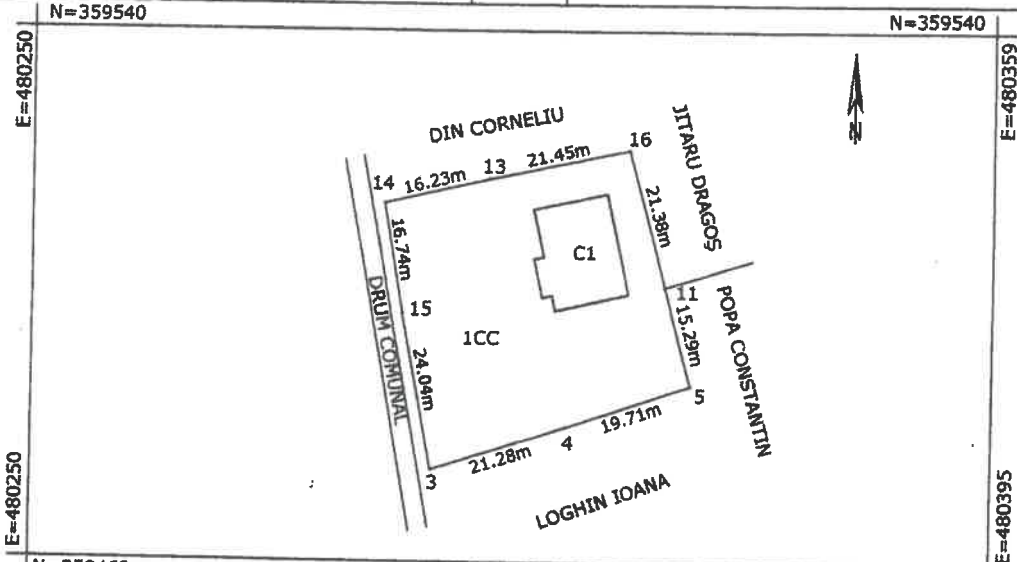 N=359540
N=359540
E=480250
E=480359
DIN CORNELIU
JITARU DRAGOȘ
N
14
16.23m
13
21.45m
16
16.74m
21.38m
C1
DRUM COMUNAL
15
11
1CC
24.04m
15.29m
POPA CONSTANTIN
5
19.71m
4
21.28m
3
LOGHIN IOANA
E=480250
E=480395